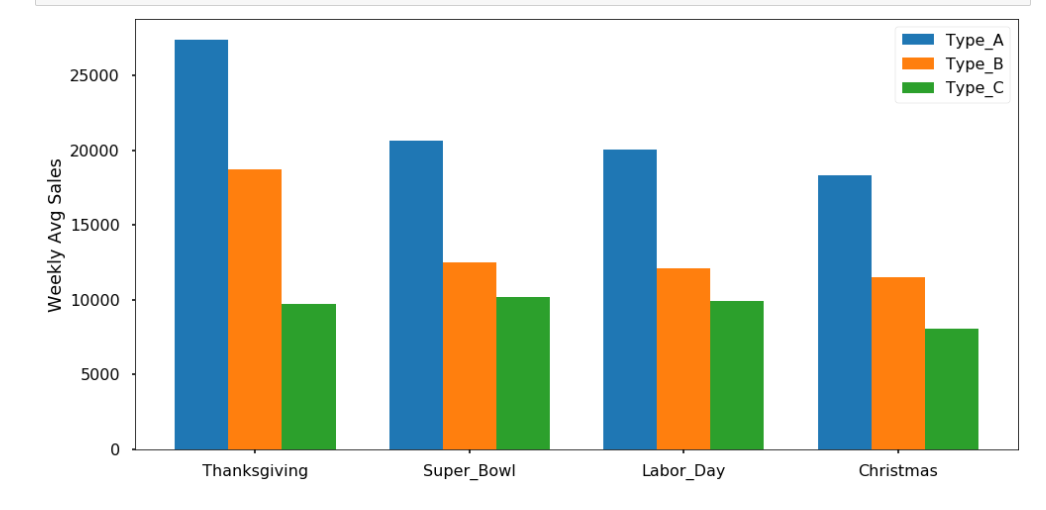 Type_A
Type_B
Type_C
25000
20000
15000
10000
5000
0
Weekly Avg Sales
Thanksgiving Super_Bowl Labor_Day Christmas